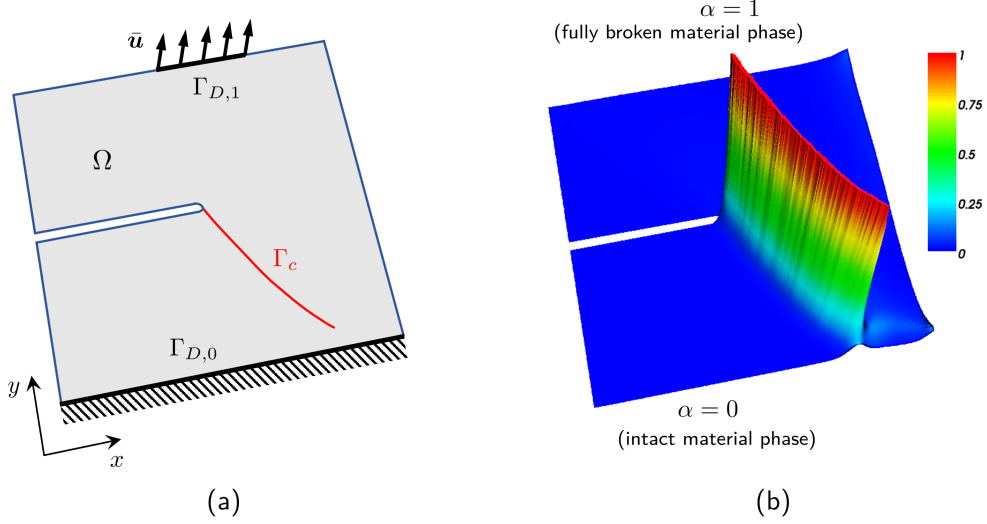 ū
Γ_{D,1}
Ω
Γ_c
Γ_{D,0}
y
x
(a)
α = 1
(fully broken material phase)
1
0.75
0.5
0.25
0
α = 0
(intact material phase)
(b)